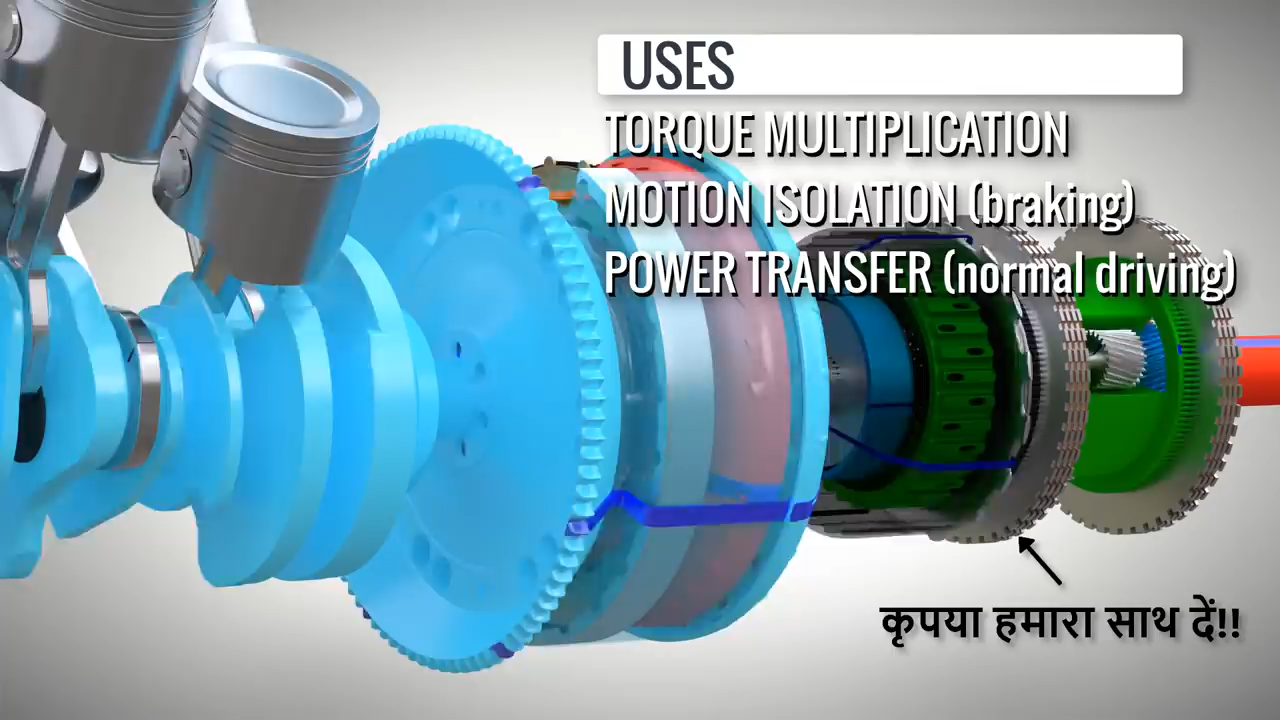 USES
TORQUE MULTIPLICATION
MOTION ISOLATION (braking)
POWER TRANSFER (normal driving)
कृपया हमारा साथ दें!!